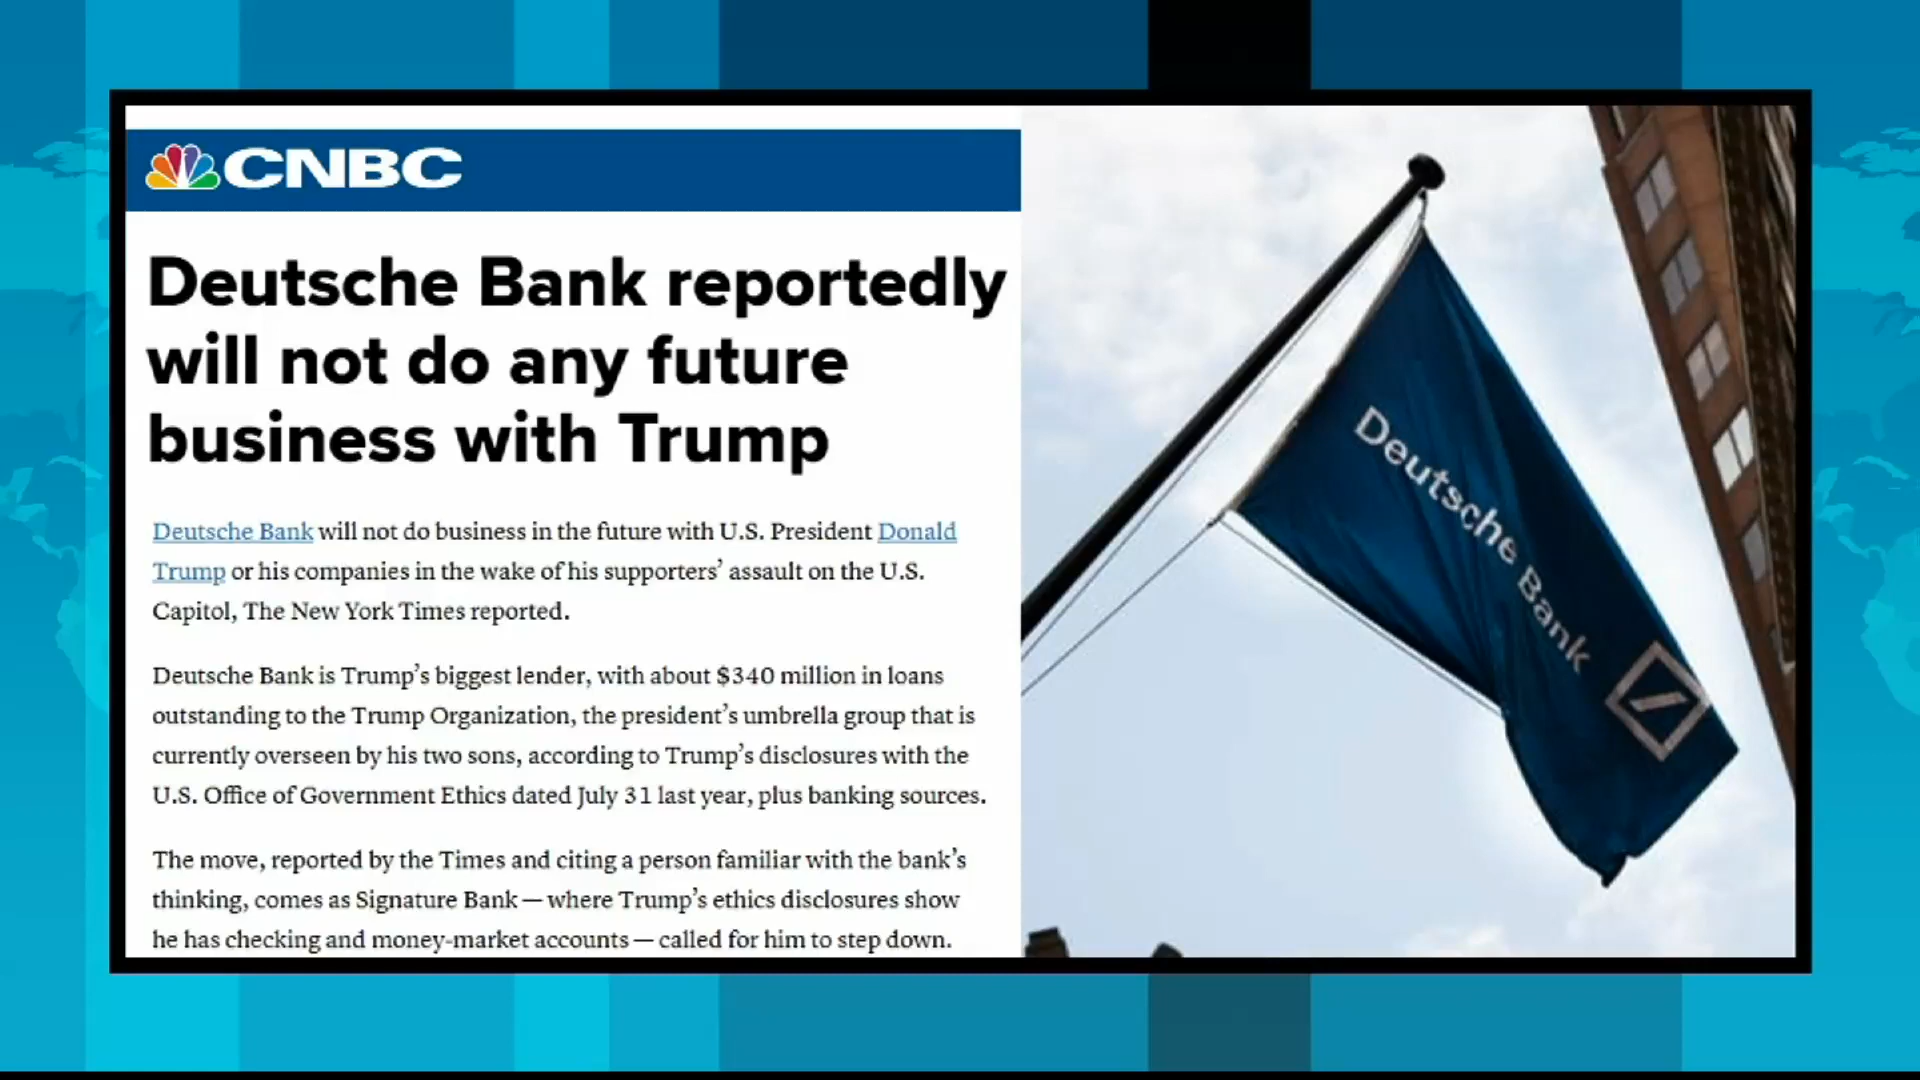 CNBC
Deutsche Bank reportedly
will not do any future
business with Trump
Deutsche Bank will not do business in the future with U.S. President Donald
Trump or his companies in the wake of his supporters’ assault on the U.S.
Capitol, The New York Times reported.
Deutsche Bank is Trump’s biggest lender, with about $340 million in loans
outstanding to the Trump Organization, the president’s umbrella group that is
currently overseen by his two sons, according to Trump’s disclosures with the
U.S. Office of Government Ethics dated July 31 last year, plus banking sources.
The move, reported by the Times and citing a person familiar with the bank’s
thinking, comes as Signature Bank — where Trump’s ethics disclosures show
he has checking and money-market accounts — called for him to step down.
Deutsche Bank